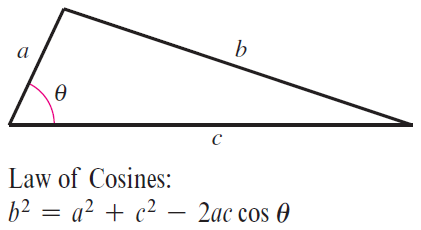 a
b
θ
c
Law of Cosines:
b² = a² + c² − 2ac cos θ